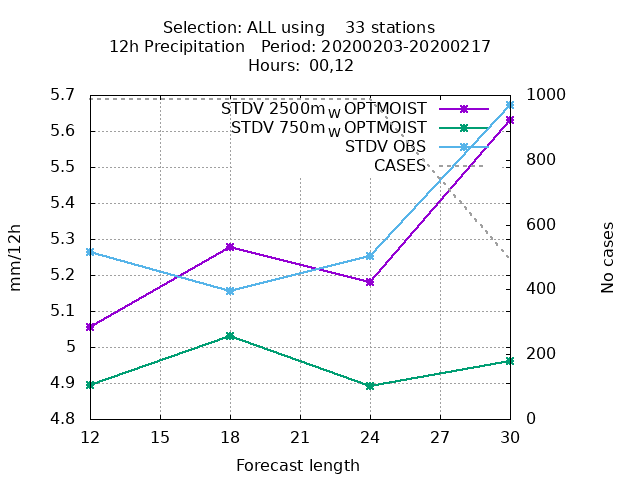 Selection: ALL using    33 stations
12h Precipitation   Period: 20200203-20200217
Hours:  00,12
STDV 2500m_W OPTMOIST
STDV 750m_W OPTMOIST
STDV OBS
CASES
5.7
5.6
5.5
5.4
5.3
5.2
5.1
5
4.9
4.8
mm/12h
1000
800
600
400
200
0
No cases
12 15 18 21 24 27 30
Forecast length